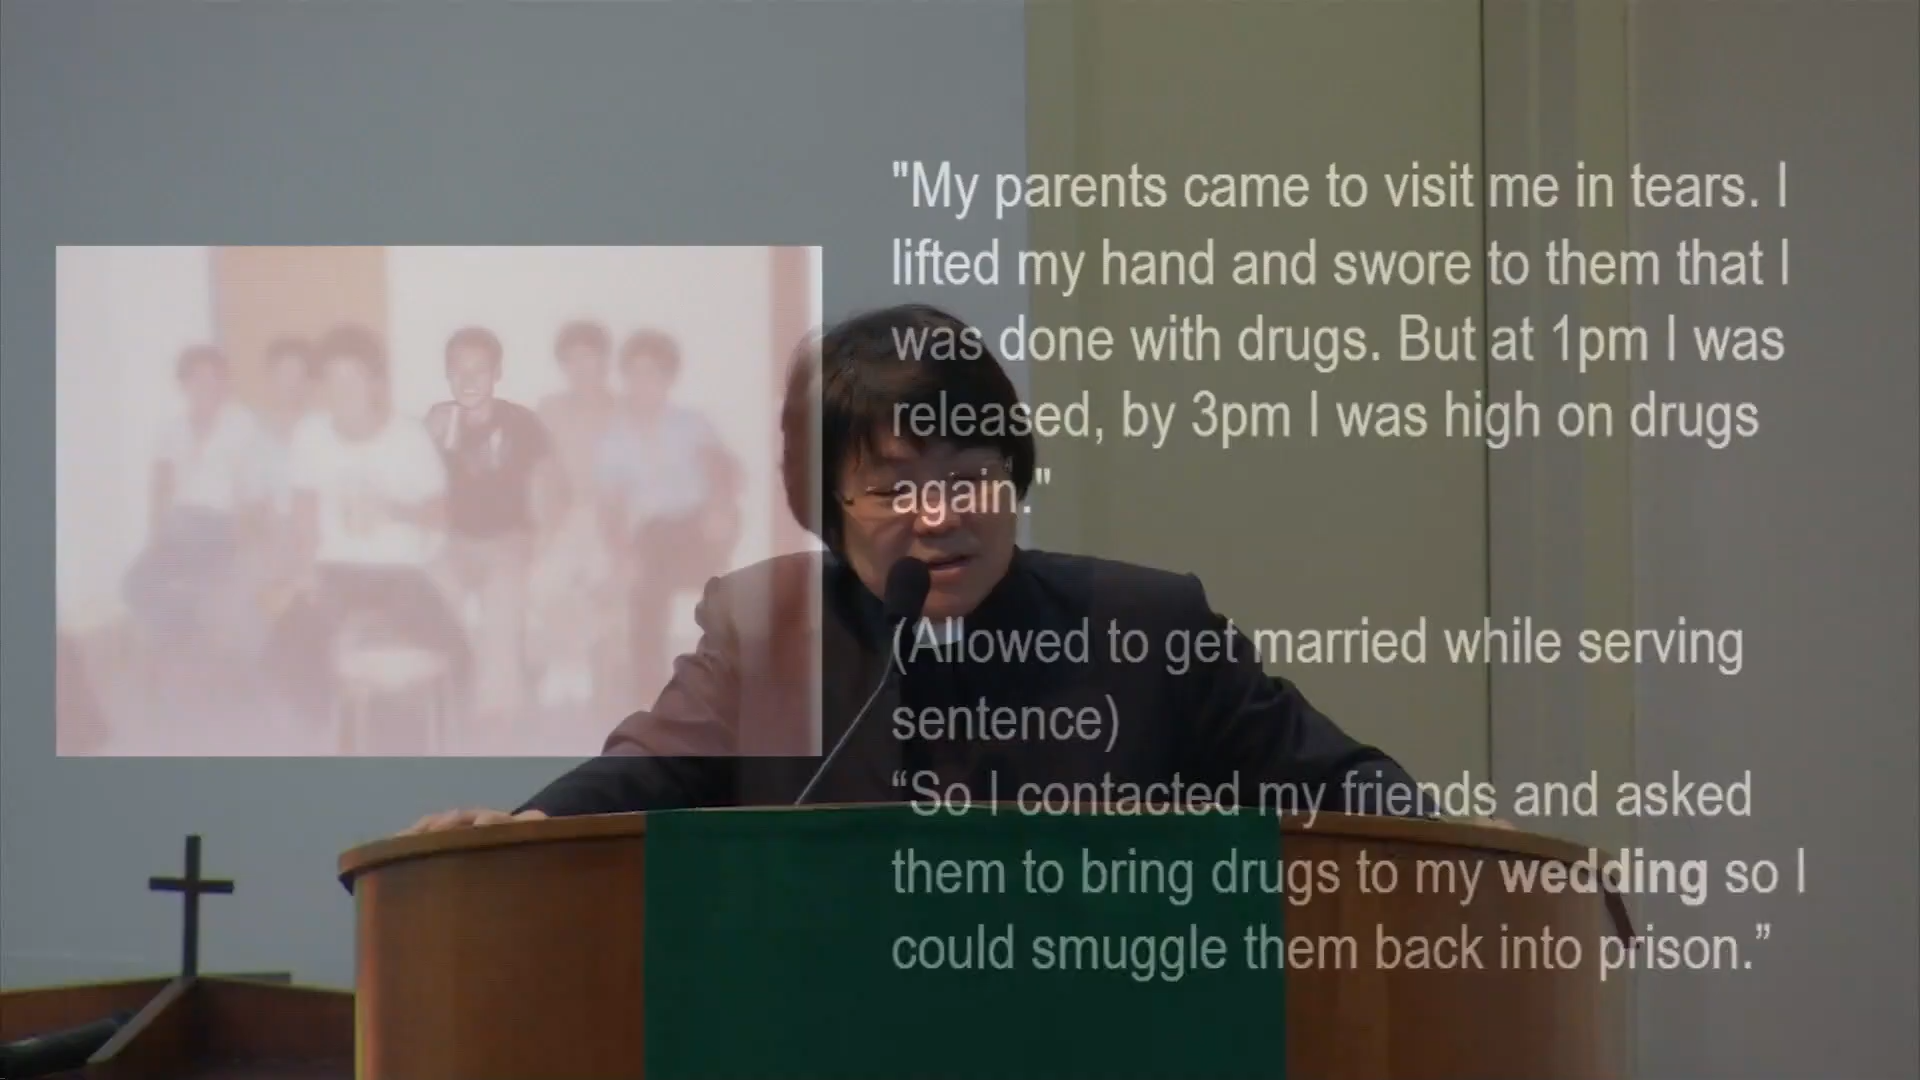 "My parents came to visit me in tears. I
lifted my hand and swore to them that I
was done with drugs. But at 1pm I was
released, by 3pm I was high on drugs
again."
(Allowed to get married while serving
sentence)
“So I contacted my friends and asked
them to bring drugs to my wedding so I
could smuggle them back into prison.”